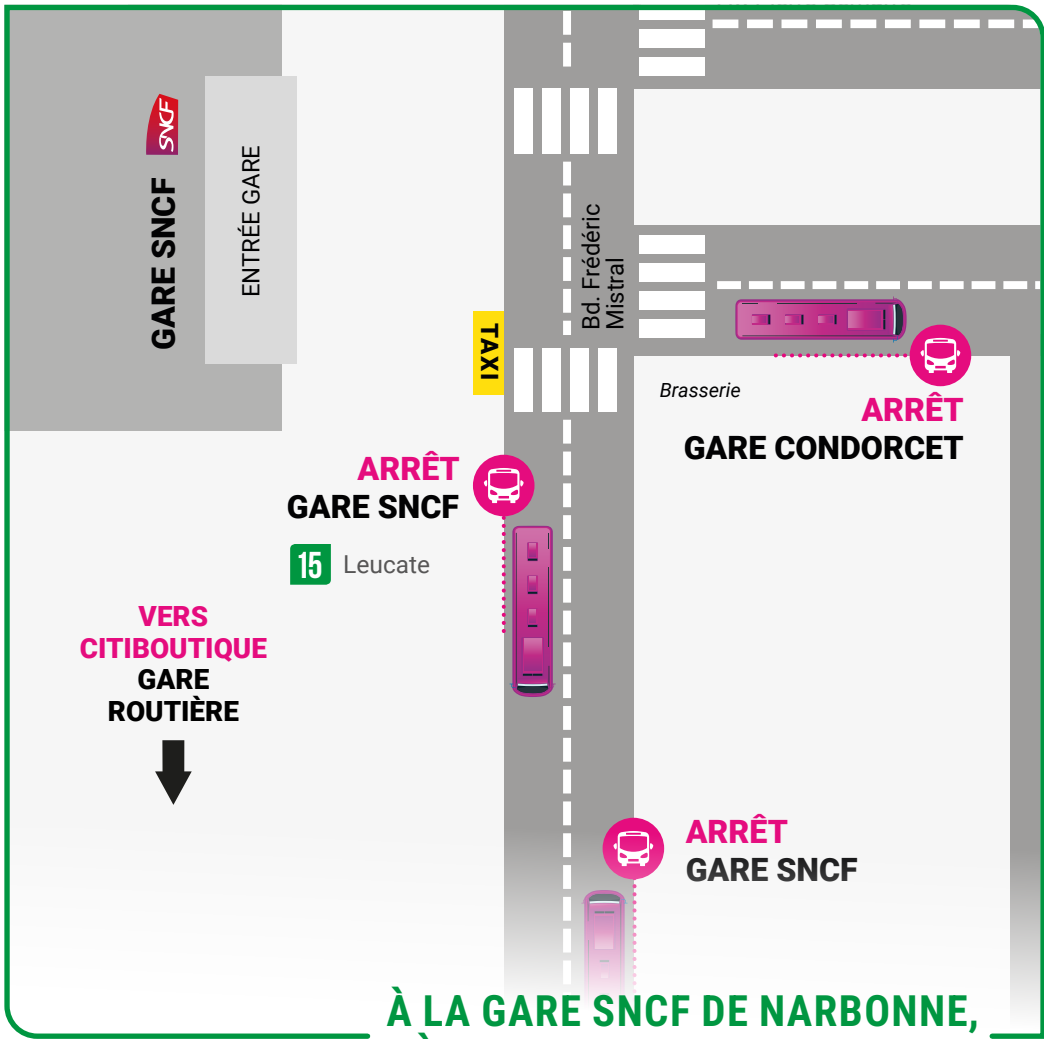 SNCF
GARE SNCF
ENTRÉE GARE
Bd. Frédéric
Mistral
TAXI
Brasserie
ARRÊT
GARE CONDORCET
ARRÊT
GARE SNCF
15 Leucate
VERS
CITIBOUTIQUE
GARE
ROUTIÈRE
ARRÊT
GARE SNCF
À LA GARE SNCF DE NARBONNE,